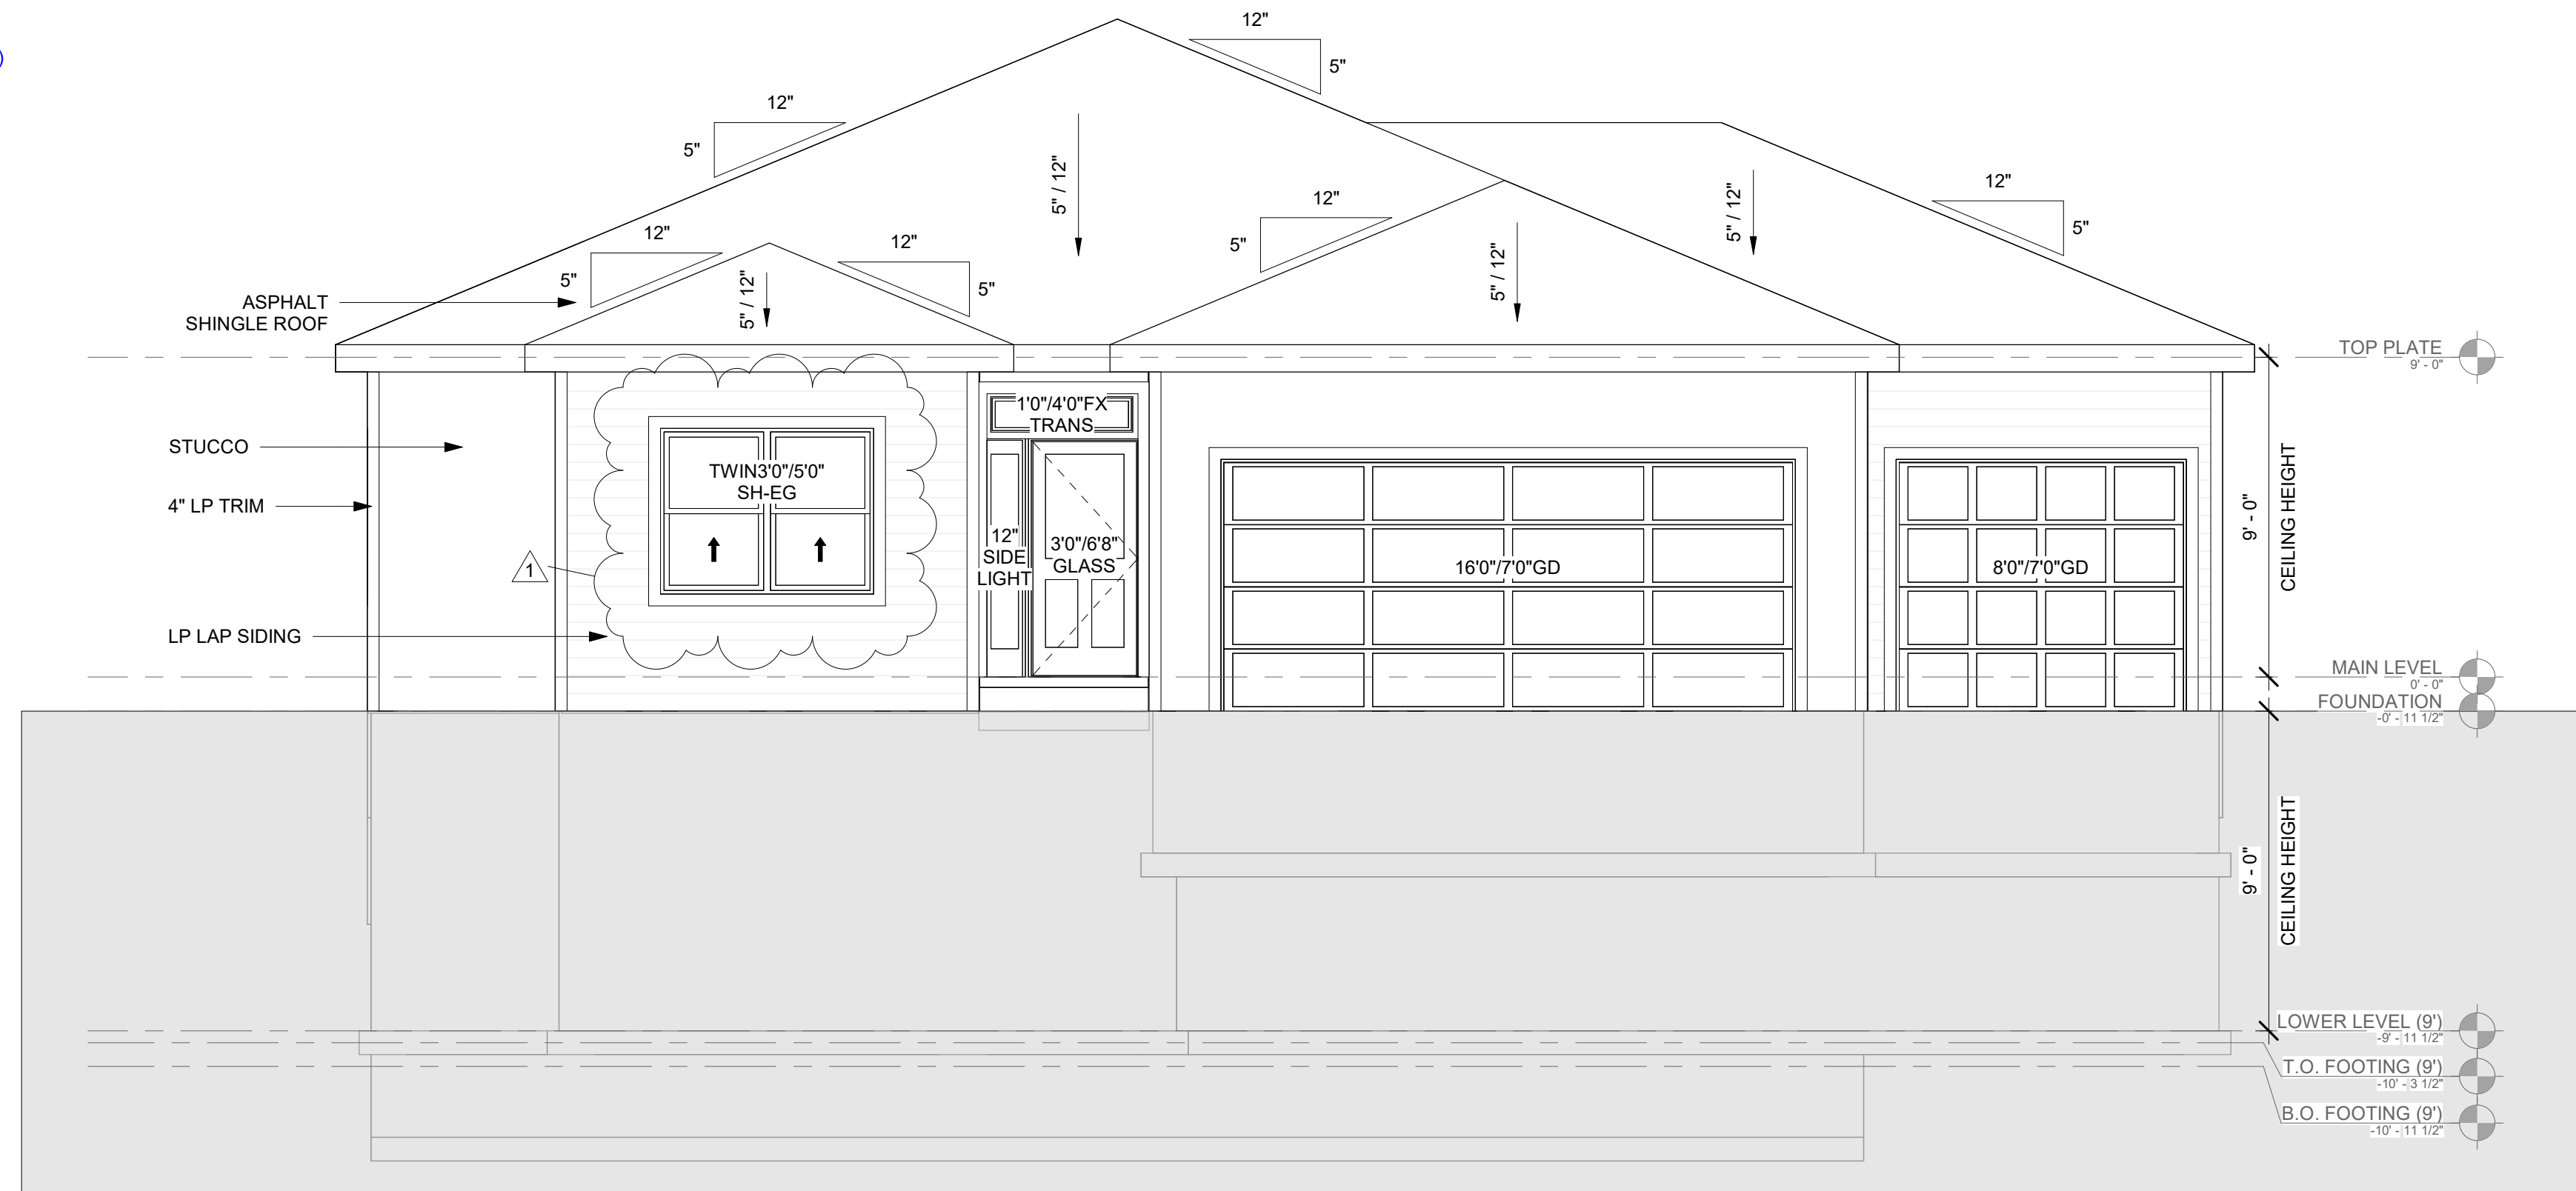 )
12"
5"
12"
5"
5" / 12"
12"
5"
12"
5"
5" / 12"
12"
5"
12"
5"
5" / 12"
5" / 12"
ASPHALT
SHINGLE ROOF
TOP PLATE
9' - 0"
1'0"/4'0"FX
TRANS
STUCCO
TWIN3'0"/5'0"
SH-EG
4" LP TRIM
9' - 0"
CEILING HEIGHT
12"
SIDE
LIGHT
3'0"/6'8"
GLASS
16'0"/7'0"GD
8'0"/7'0"GD
1
LP LAP SIDING
MAIN LEVEL
0' - 0"
FOUNDATION
-0' - 11 1/2"
9' - 0"
CEILING HEIGHT
LOWER LEVEL (9')
-9' - 11 1/2"
T.O. FOOTING (9')
-10' - 3 1/2"
B.O. FOOTING (9')
-10' - 11 1/2"